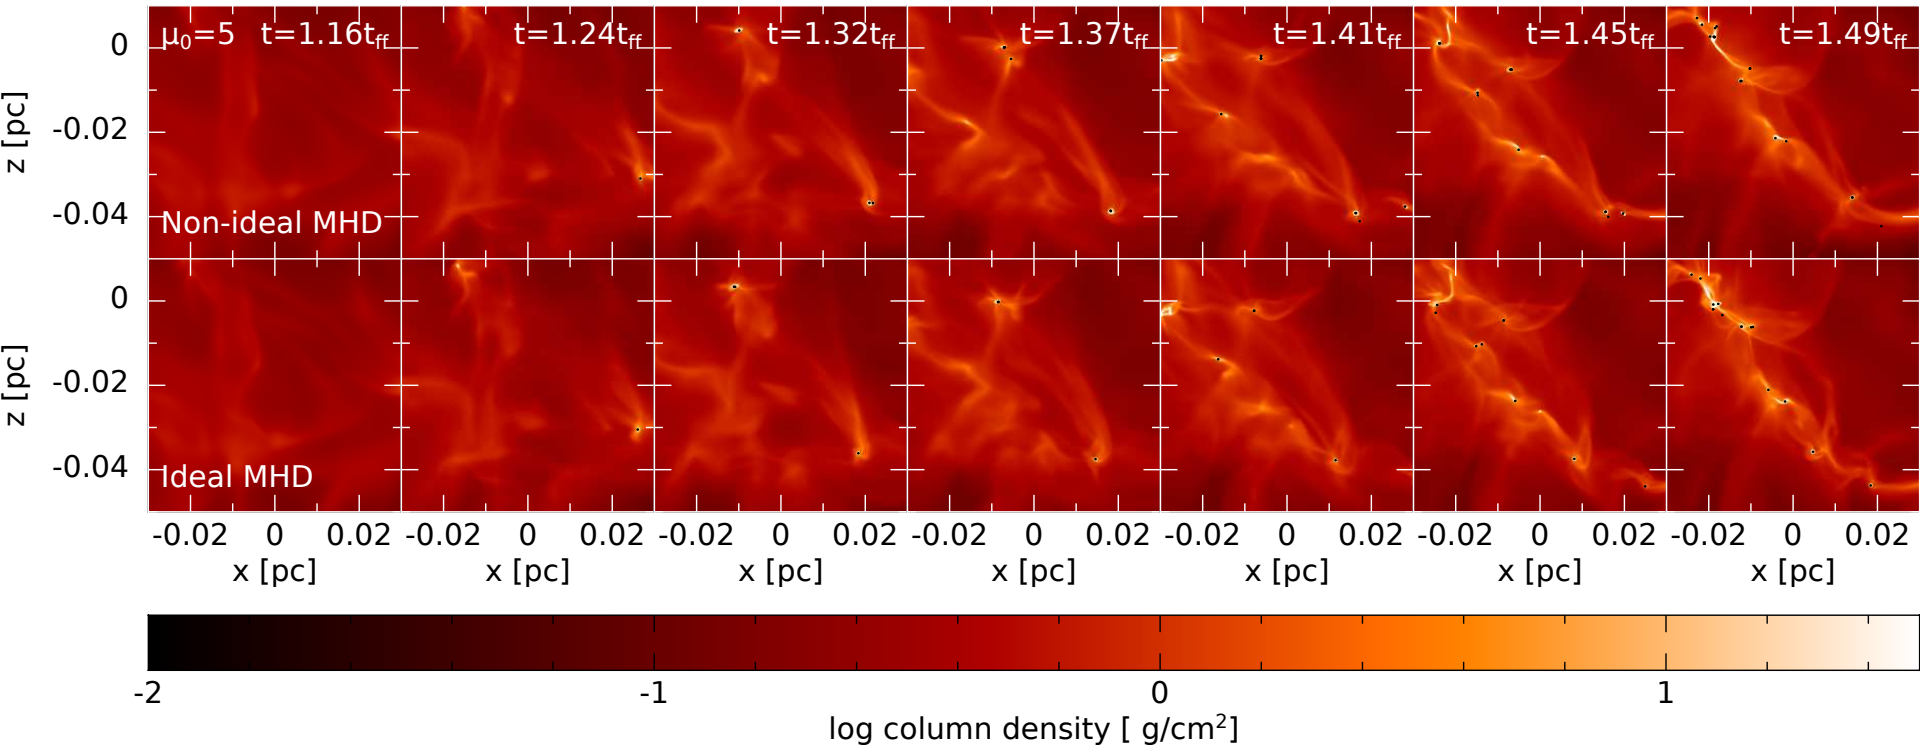 μ₀=5 t=1.16t_ff t=1.24t_ff t=1.32t_ff t=1.37t_ff t=1.41t_ff t=1.45t_ff t=1.49t_ff
0
-0.02
-0.04
z [pc]
Non-ideal MHD
0
-0.02
-0.04
z [pc]
Ideal MHD
-0.02 0 0.02 -0.02 0 0.02 -0.02 0 0.02 -0.02 0 0.02 -0.02 0 0.02 -0.02 0 0.02 -0.02 0 0.02
x [pc] x [pc] x [pc] x [pc] x [pc] x [pc] x [pc]
-2 -1 0 1
log column density [ g/cm²]